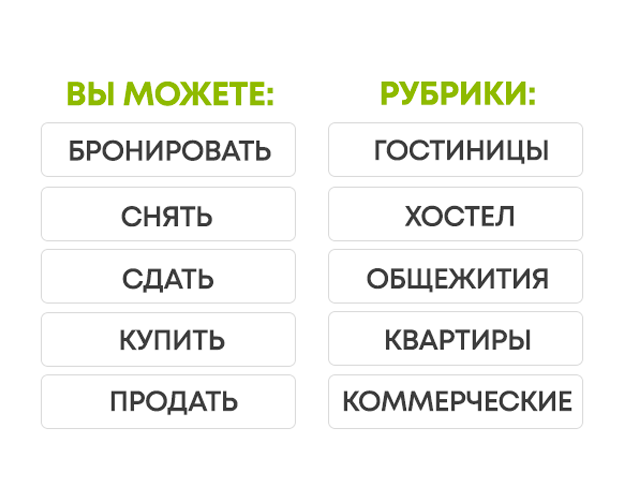 ВЫ МОЖЕТЕ:
БРОНИРОВАТЬ
СНЯТЬ
СДАТЬ
КУПИТЬ
ПРОДАТЬ
РУБРИКИ:
ГОСТИНИЦЫ
ХОСТЕЛ
ОБЩЕЖИТИЯ
КВАРТИРЫ
КОММЕРЧЕСКИЕ